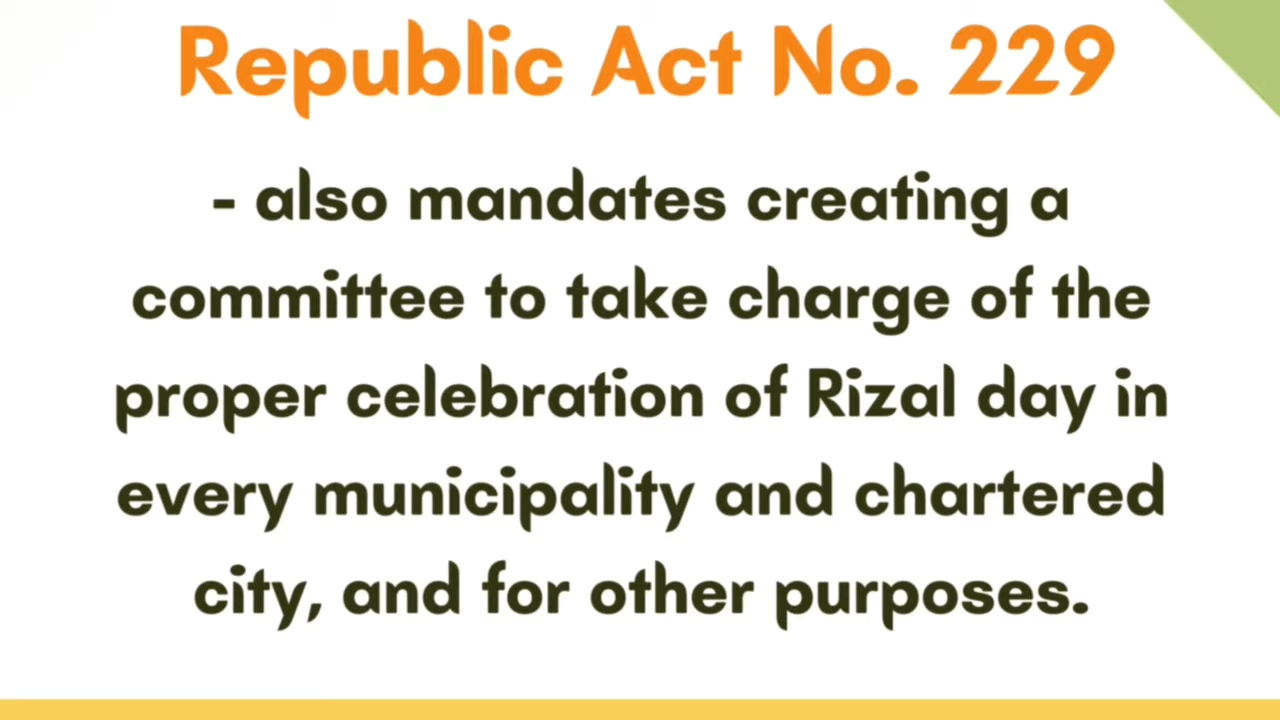 Republic Act No. 229
- also mandates creating a
committee to take charge of the
proper celebration of Rizal day in
every municipality and chartered
city, and for other purposes.